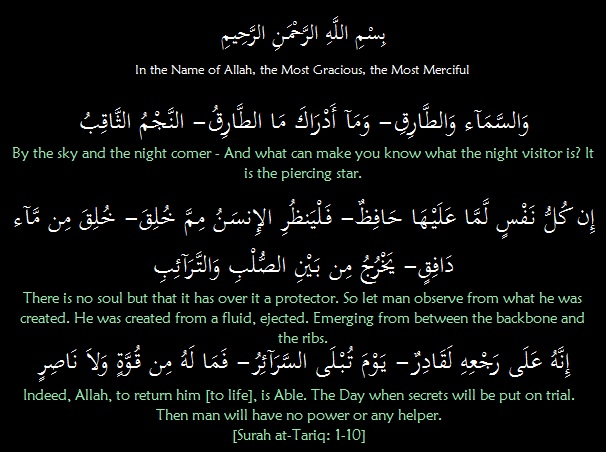 بِسْمِ اللَّهِ الرَّحْمَنِ الرَّحِيمِ
In the Name of Allah, the Most Gracious, the Most Merciful
وَالسَّمَآءِ وَالطَّارِقِ– وَمَآ أَدْرَاكَ مَا الطَّارِقُ– النَّجْمُ الثَّاقِبُ
By the sky and the night comer - And what can make you know what the night visitor is? It
is the piercing star.
إِن كُلُّ نَفْسٍ لَّمَّا عَلَيْهَا حَافِظٌ– فَلْيَنظُرِ الإِنسَنُ مِمَّ خُلِقَ– خُلِقَ مِن مَّآءٍ
دَافِقٍ– يَخْرُجُ مِن بَيْنِ الصُّلْبِ وَالتَّرَآئِبِ
There is no soul but that it has over it a protector. So let man observe from what he was
created. He was created from a fluid, ejected. Emerging from between the backbone and
the ribs.
إِنَّهُ عَلَى رَجْعِهِ لَقَادِرٌ– يَوْمَ تُبْلَى السَّرَآئِرُ– فَمَا لَهُ مِن قُوَّةٍ وَلاَ نَاصِرٍ
Indeed, Allah, to return him [to life], is Able. The Day when secrets will be put on trial.
Then man will have no power or any helper.
[Surah at-Tariq: 1-10]